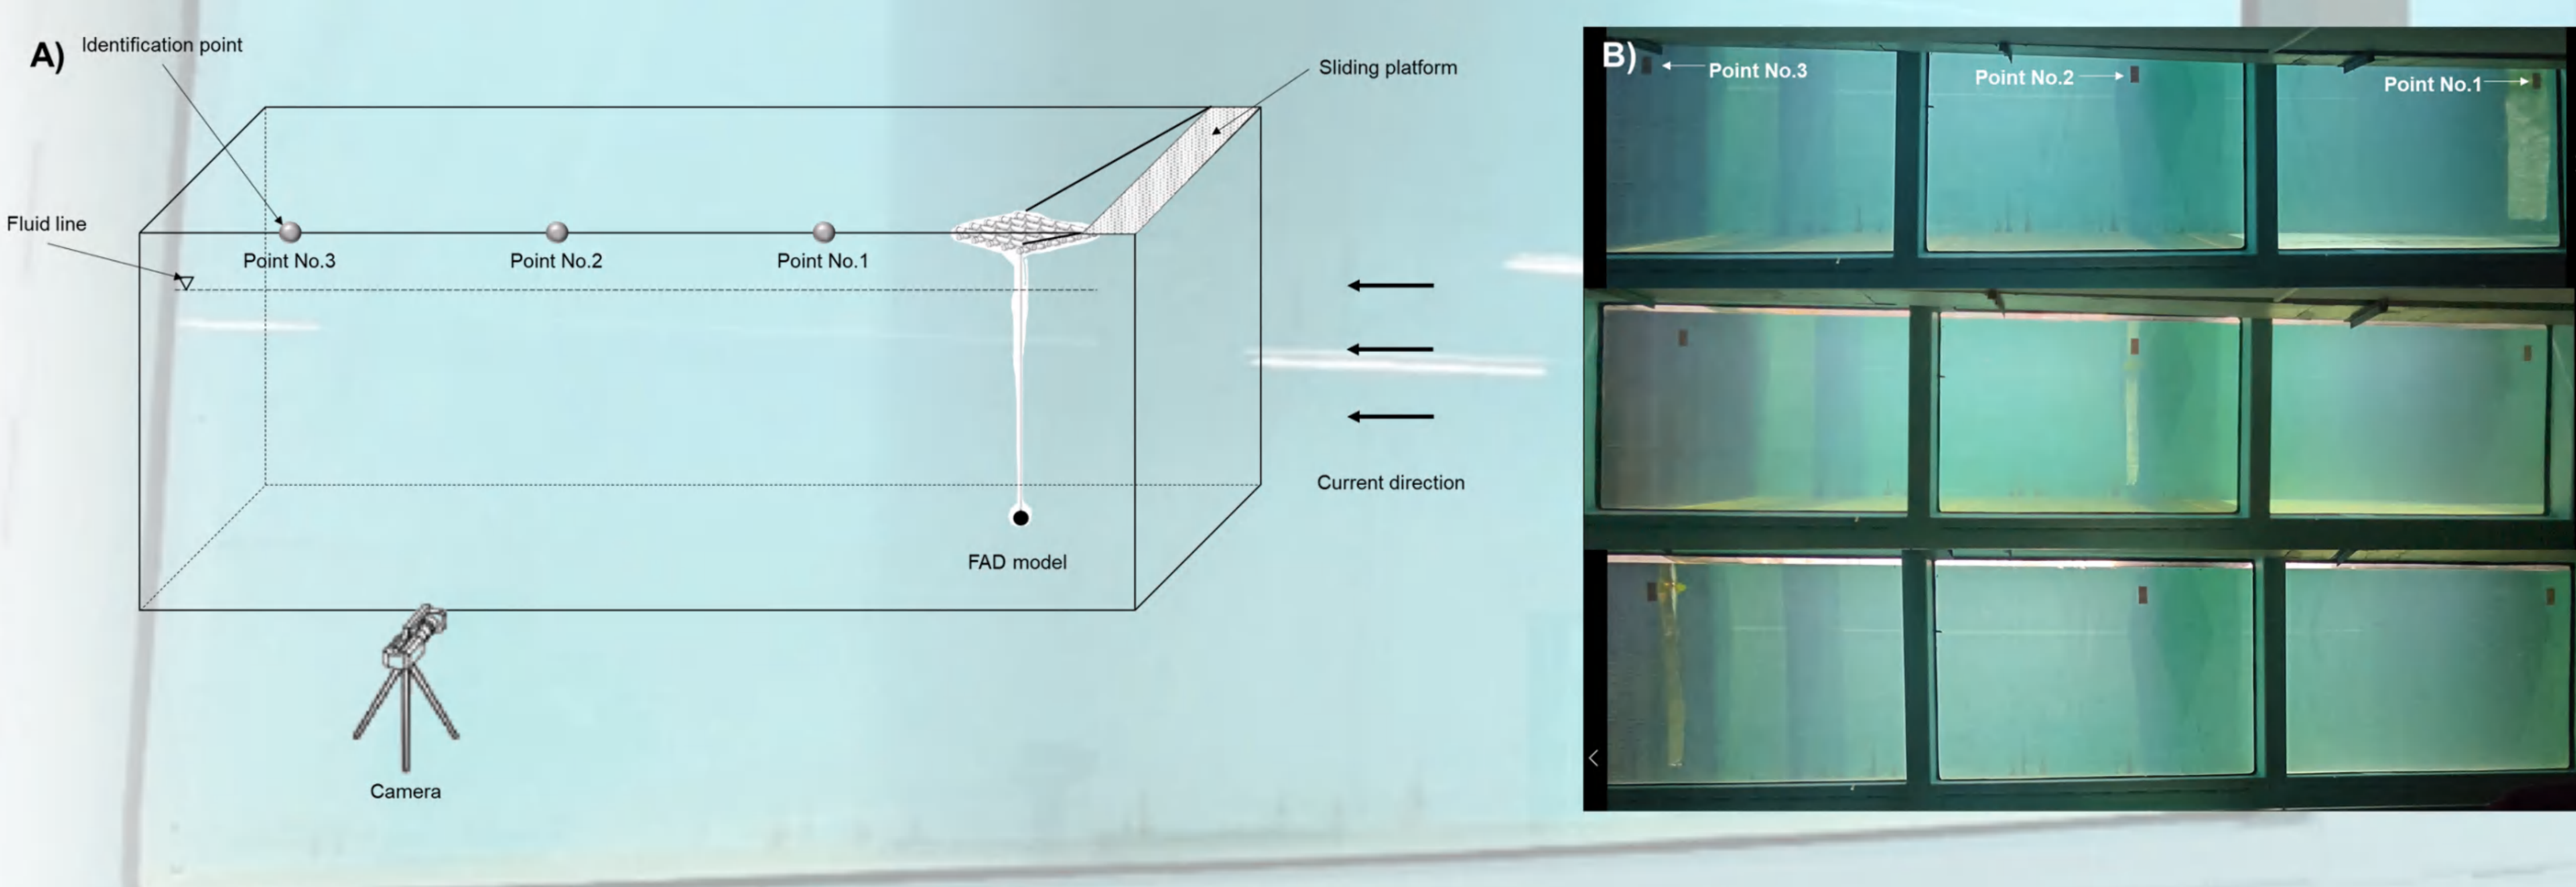 A)
Identification point
Sliding platform
Fluid line
Point No.3
Point No.2
Point No.1
Current direction
FAD model
Camera
B)
Point No.3
Point No.2
Point No.1